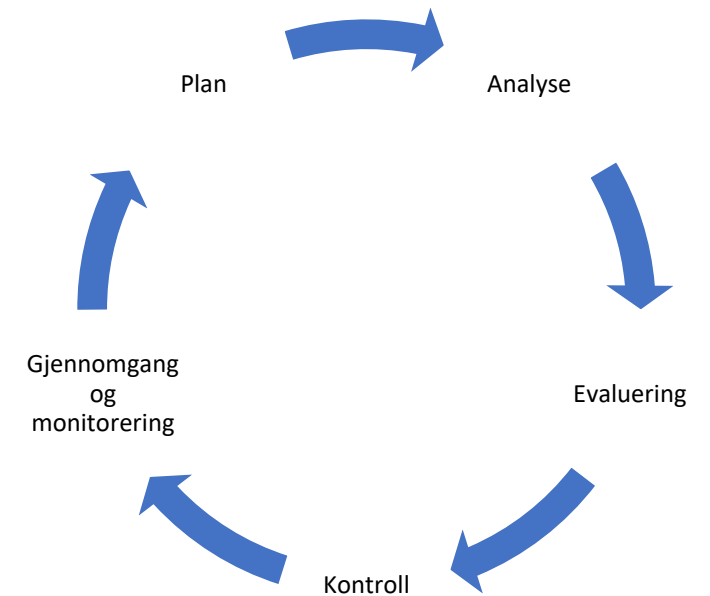 Plan
Analyse
Evaluering
Kontroll
Gjennomgang
og
monitorering